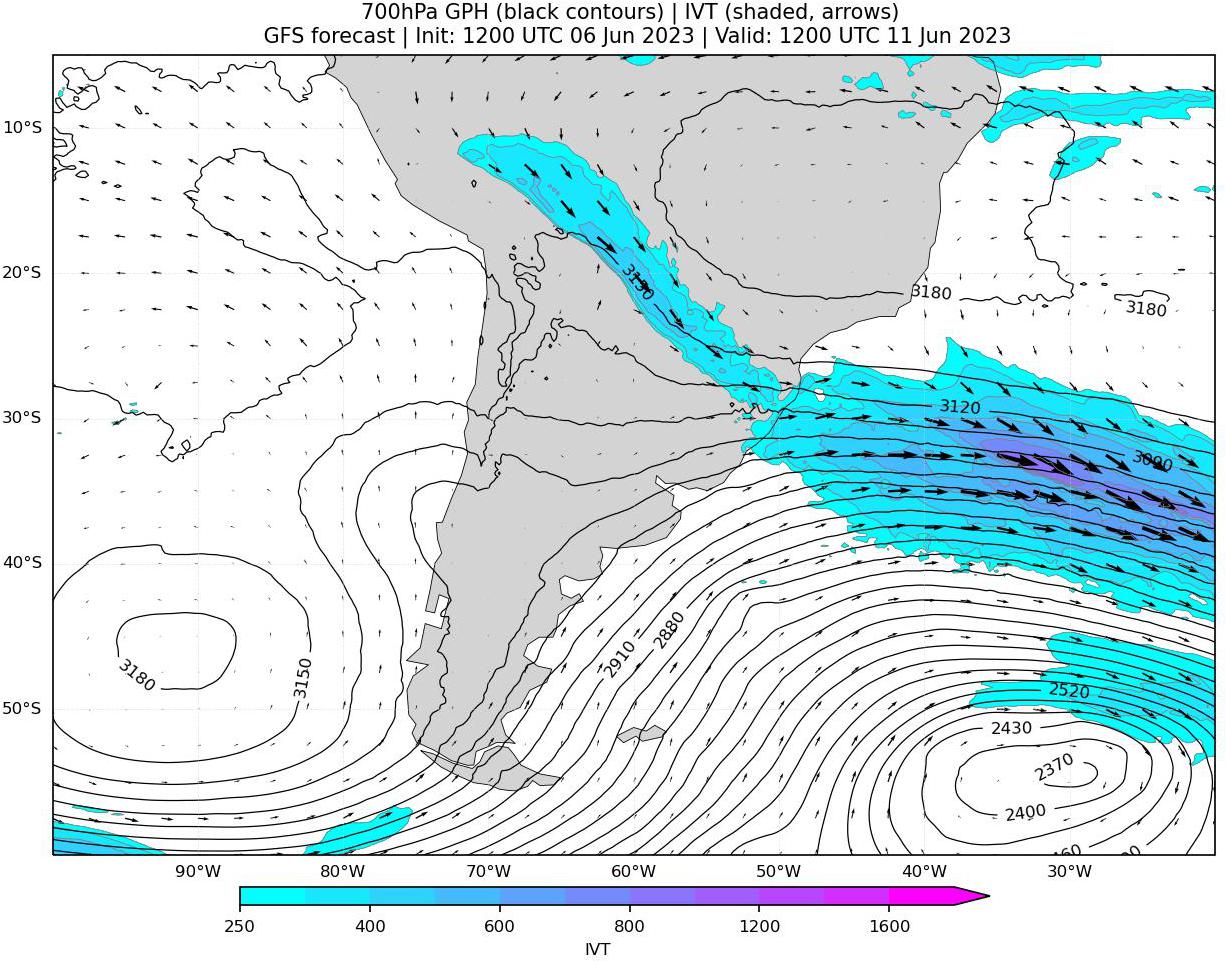 700hPa GPH (black contours) | IVT (shaded, arrows)
GFS forecast | Init: 1200 UTC 06 Jun 2023 | Valid: 1200 UTC 11 Jun 2023
10°S
20°S
30°S
40°S
50°S
3150
3180
3180
3120
3090
2880
2910
3180
3150
2520
2430
2370
2400
90°W
80°W
70°W
60°W
50°W
40°W
30°W
250
400
600
800
1200
1600
IVT